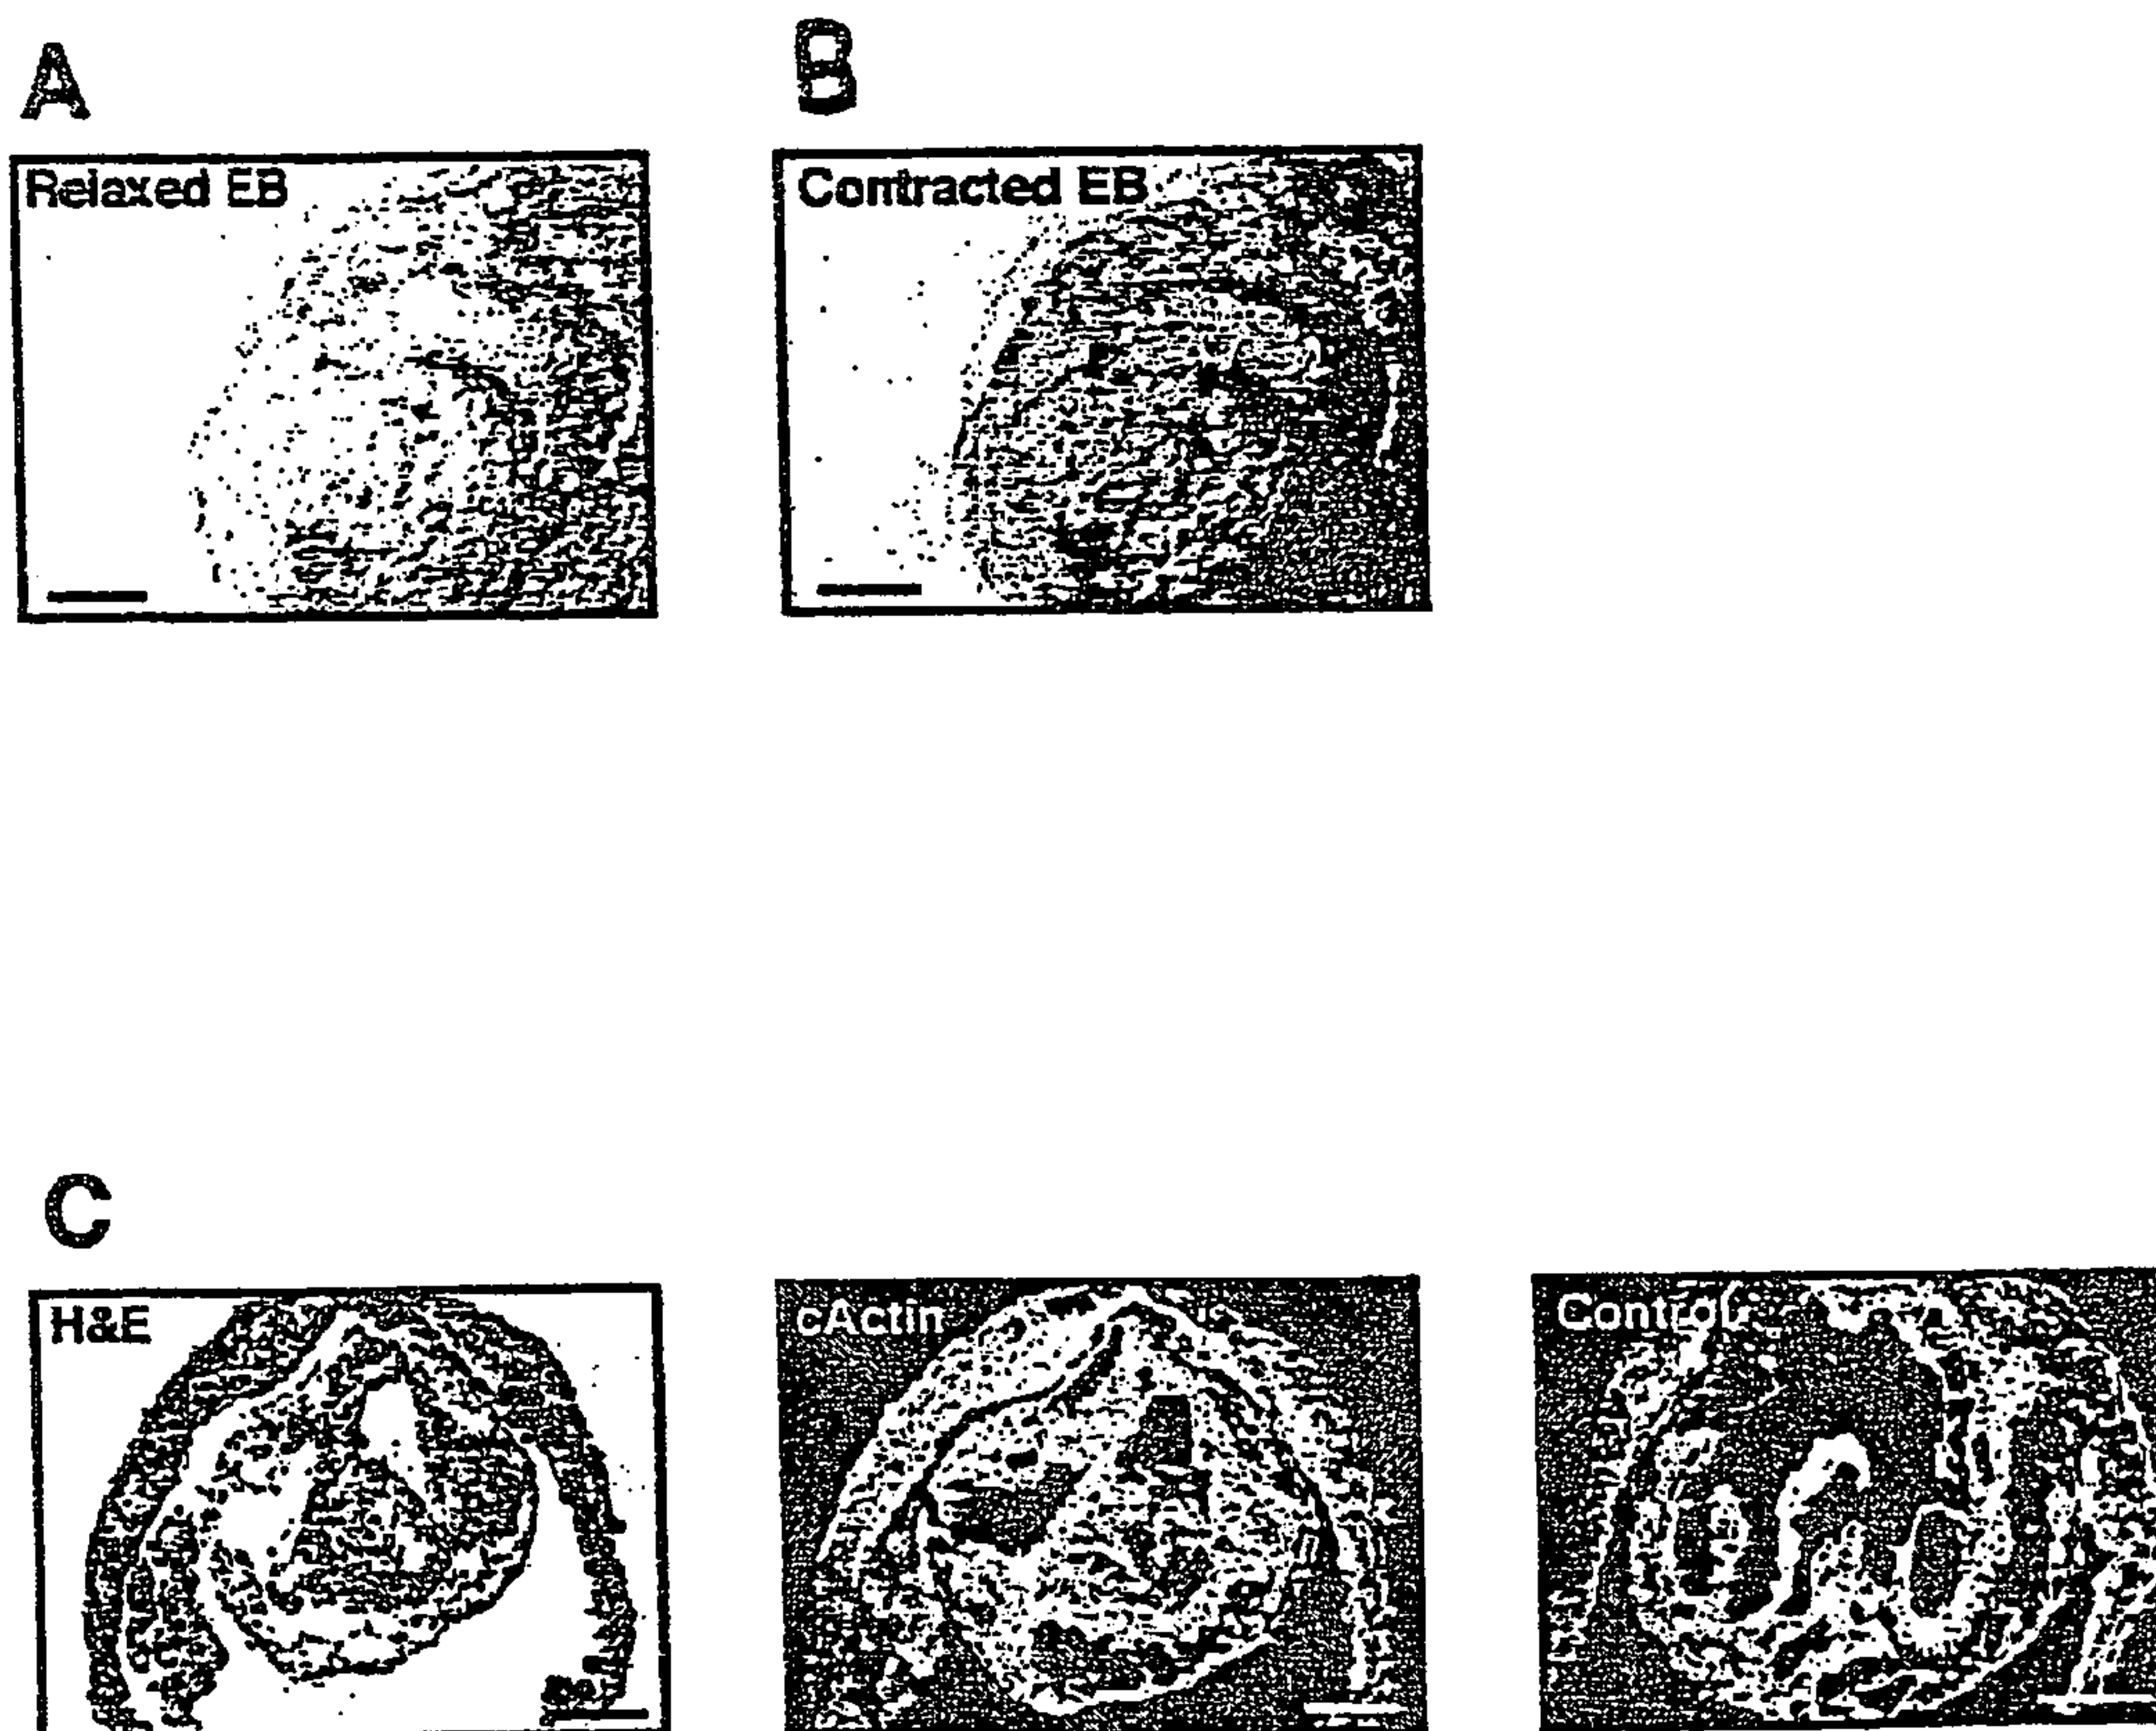 A
B
Relaxed EB
Contracted EB
C
H&E
cActin
Control